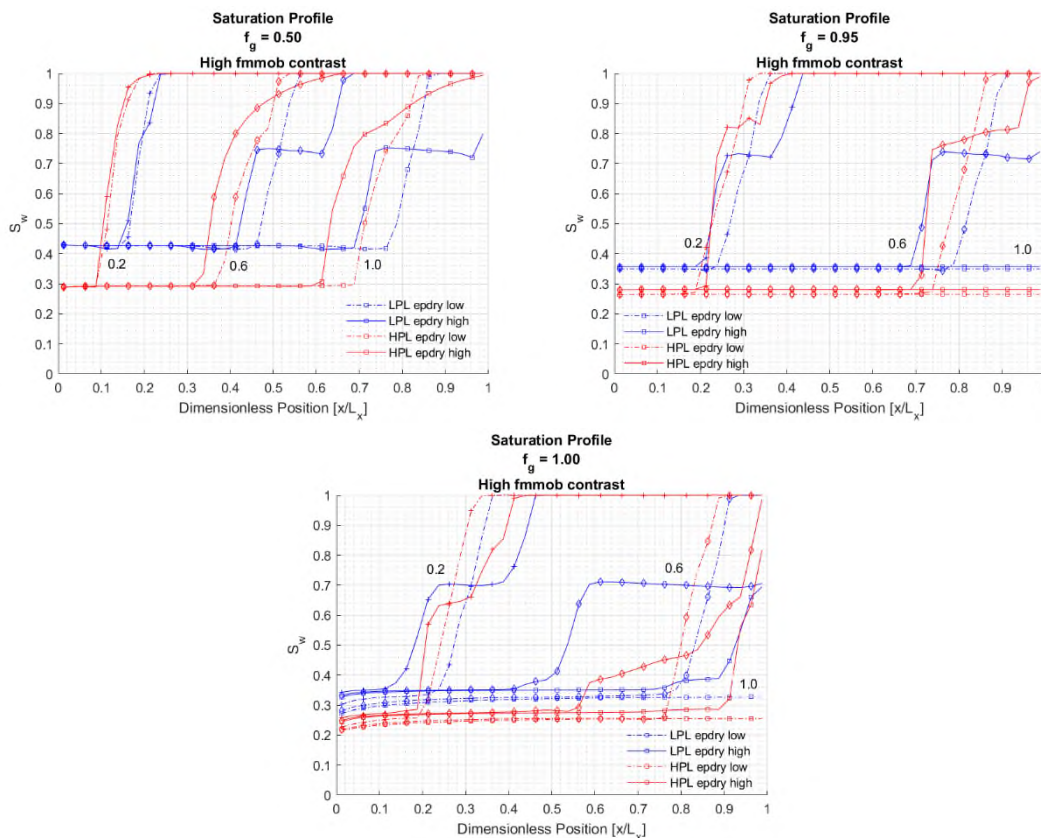 Saturation Profile
f_g = 0.50
High fmmob contrast
1
0.9
0.8
0.7
0.6
0.5
0.4
0.3
0.2
0.1
0
S_w
0.2
0.6
1.0
LPL epdry low
LPL epdry high
HPL epdry low
HPL epdry high
0 0.1 0.2 0.3 0.4 0.5 0.6 0.7 0.8 0.9 1
Dimensionless Position [x/L_x]
Saturation Profile
f_g = 0.95
High fmmob contrast
1
0.9
0.8
0.7
0.6
0.5
0.4
0.3
0.2
0.1
0
S_w
0.2
0.6
1.0
LPL epdry low
LPL epdry high
HPL epdry low
HPL epdry high
0 0.1 0.2 0.3 0.4 0.5 0.6 0.7 0.8 0.9
Dimensionless Position [x/L_x]
Saturation Profile
f_g = 1.00
High fmmob contrast
1
0.9
0.8
0.7
0.6
0.5
0.4
0.3
0.2
0.1
0
S_w
0.2
0.6
1.0
LPL epdry low
LPL epdry high
HPL epdry low
HPL epdry high
0 0.1 0.2 0.3 0.4 0.5 0.6 0.7 0.8 0.9 1
Dimensionless Position [x/L_x]